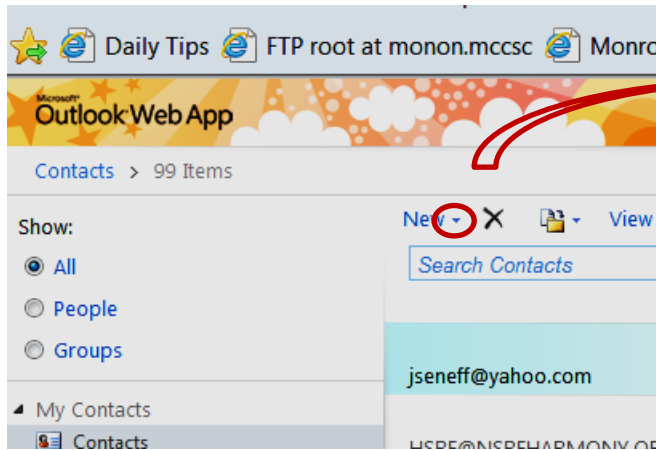 Daily Tips FTP root at monon.mccsc Monro
Microsoft®
Outlook Web App
Contacts > 99 Items
Show:
All
People
Groups
My Contacts
Contacts
New
View
Search Contacts
jseneff@yahoo.com